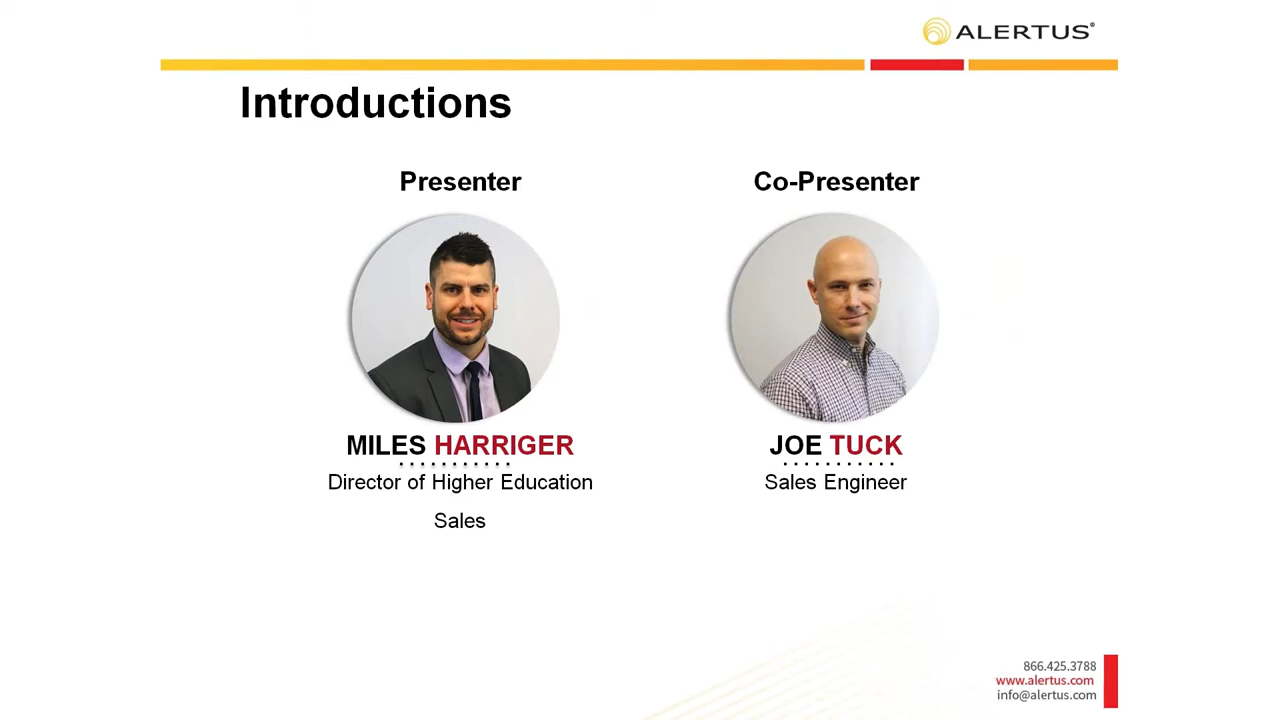 ALERTUS®
Introductions
Presenter
Co-Presenter
MILES HARRIGER
JOE TUCK
Director of Higher Education
Sales
Sales Engineer
866.425.3788
www.alertus.com
info@alertus.com